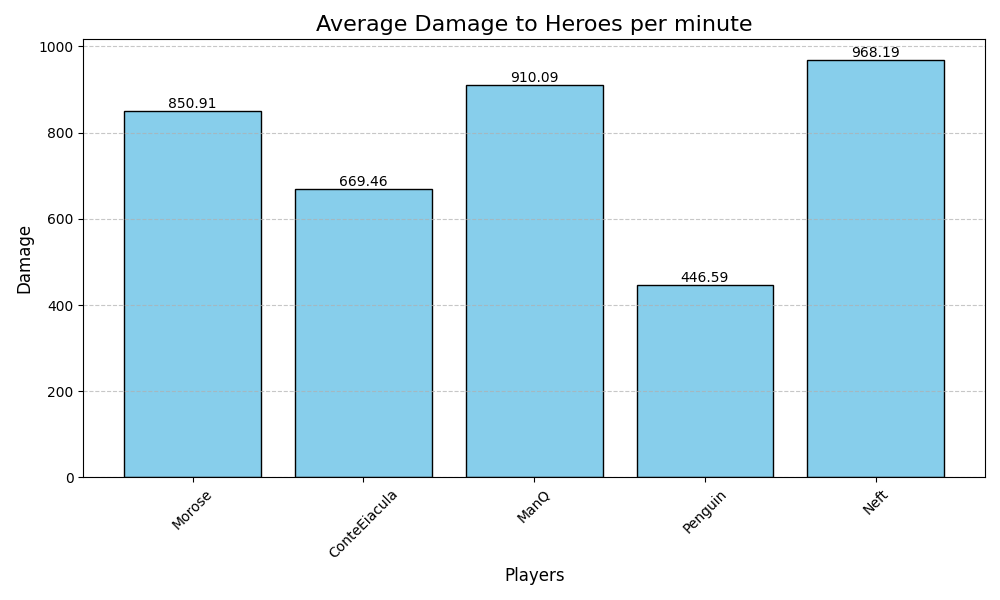 Average Damage to Heroes per minute
Damage
1000
800
600
400
200
0
850.91
669.46
910.09
446.59
968.19
Morose
ConteEiacula
ManQ
Penguin
Neft
Players